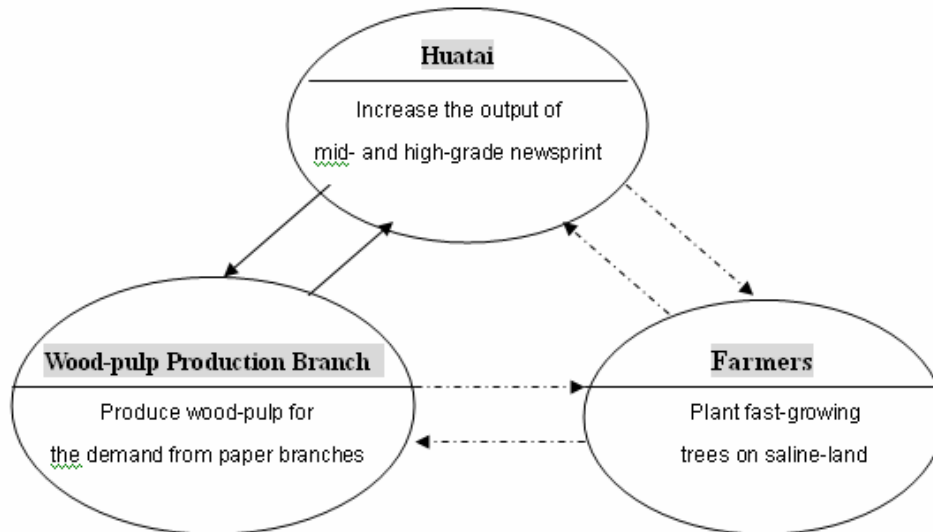 Huatai
Increase the output of
mid- and high-grade newsprint
Wood-pulp Production Branch
Produce wood-pulp for
the demand from paper branches
Farmers
Plant fast-growing
trees on saline-land